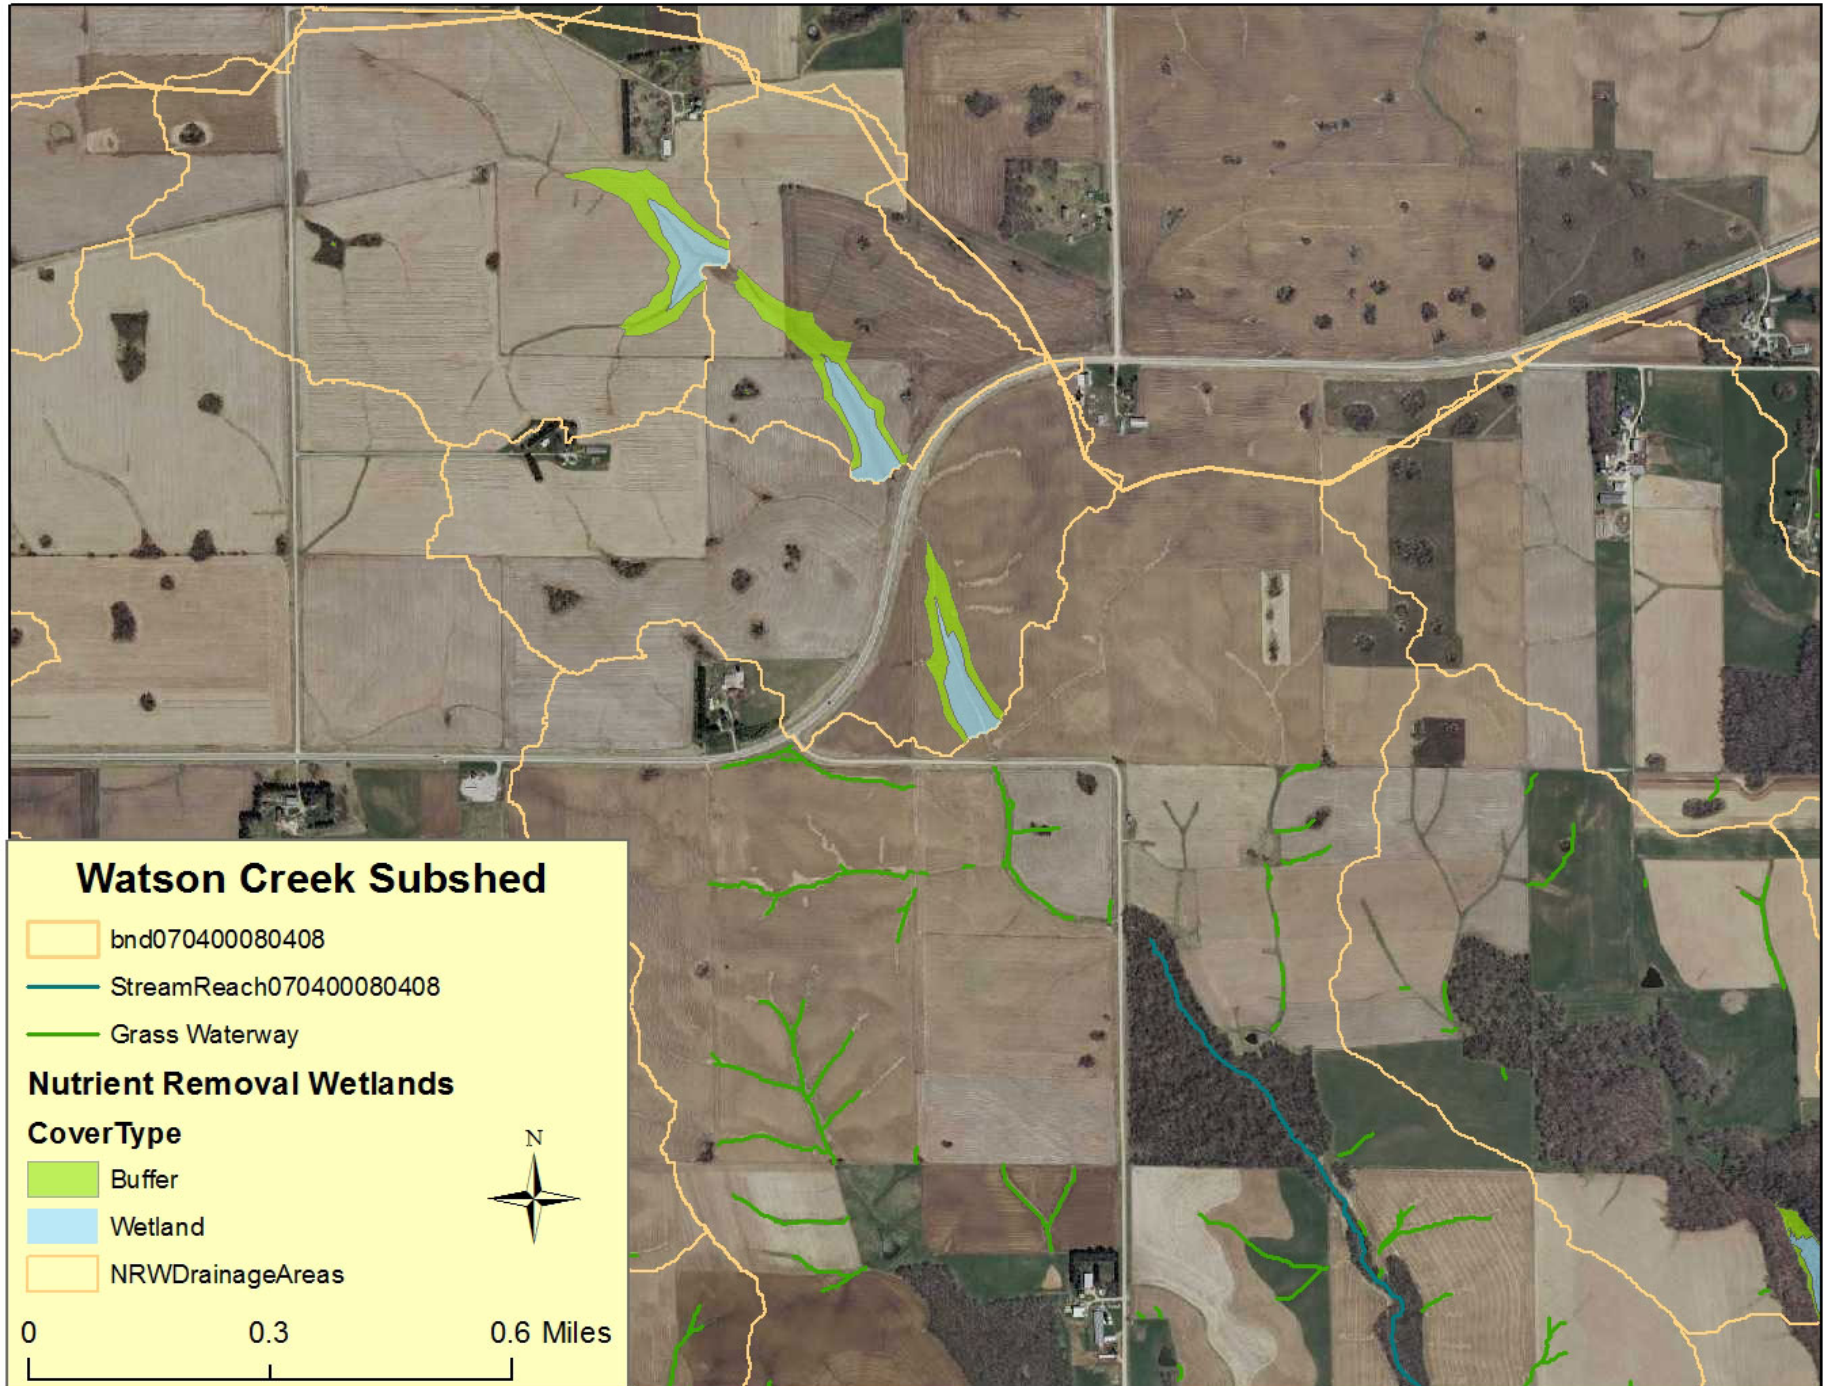 Watson Creek Subshed
bnd070400080408
StreamReach070400080408
Grass Waterway
Nutrient Removal Wetlands
CoverType
Buffer
Wetland
NRWDrainageAreas
N
0 0.3 0.6 Miles